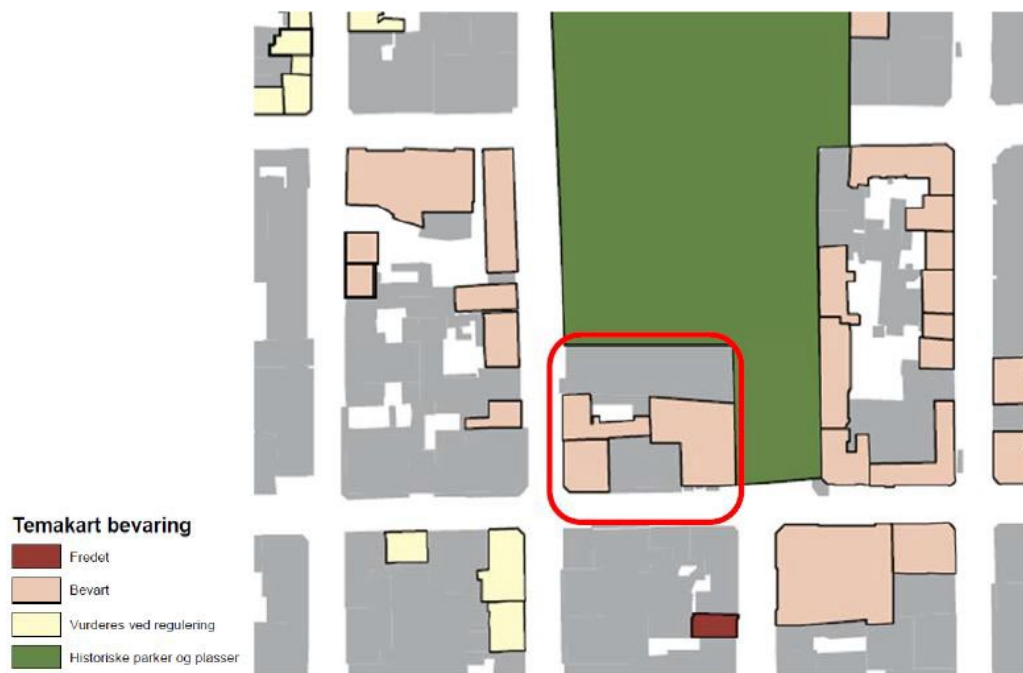 Temakart bevaring
Fredet
Bevart
Vurderes ved regulering
Historiske parker og plasser